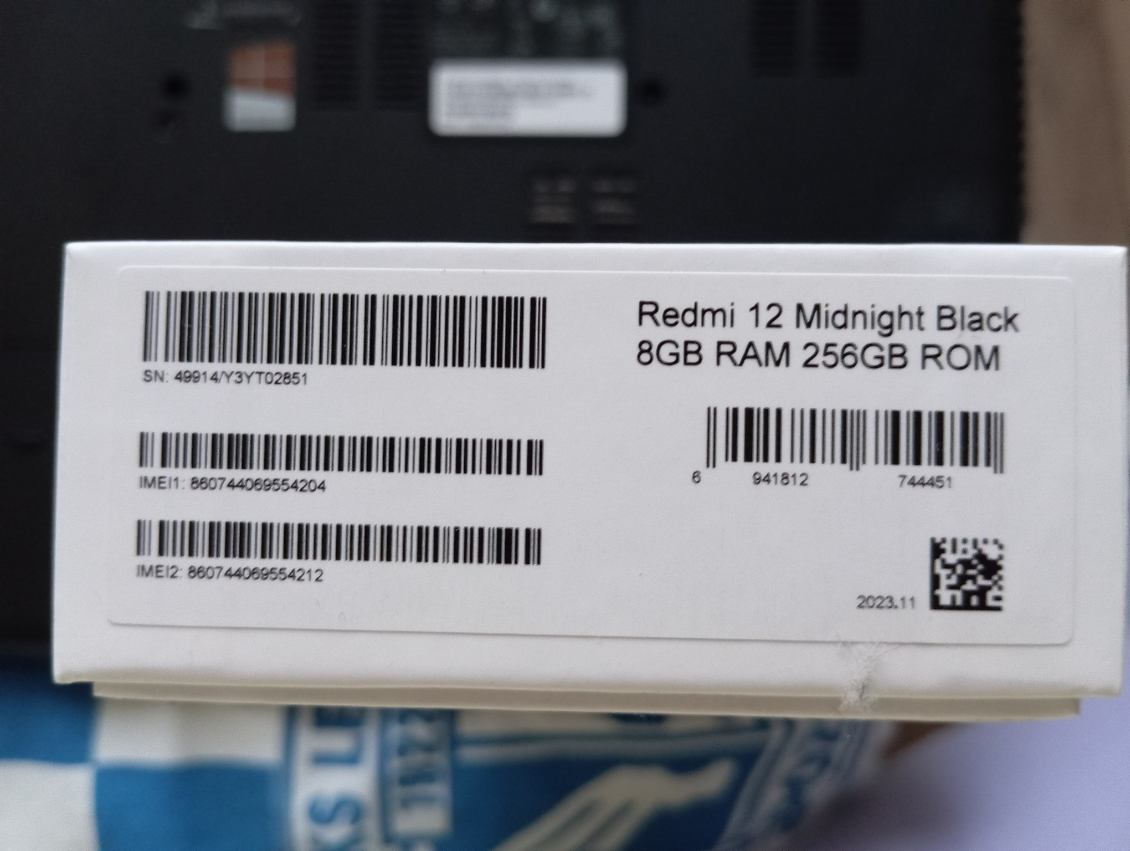 Redmi 12 Midnight Black
8GB RAM 256GB ROM
SN: 49914/Y3YT02851
IMEI1: 860744069554204
IMEI2: 860744069554212
6 941812 744451
2023.11